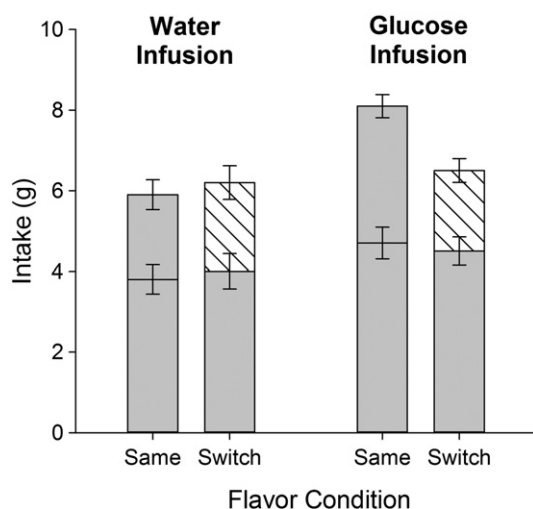 Water
Infusion
Glucose
Infusion
10
8
6
4
2
0
Intake (g)
Same
Switch
Same
Switch
Flavor Condition